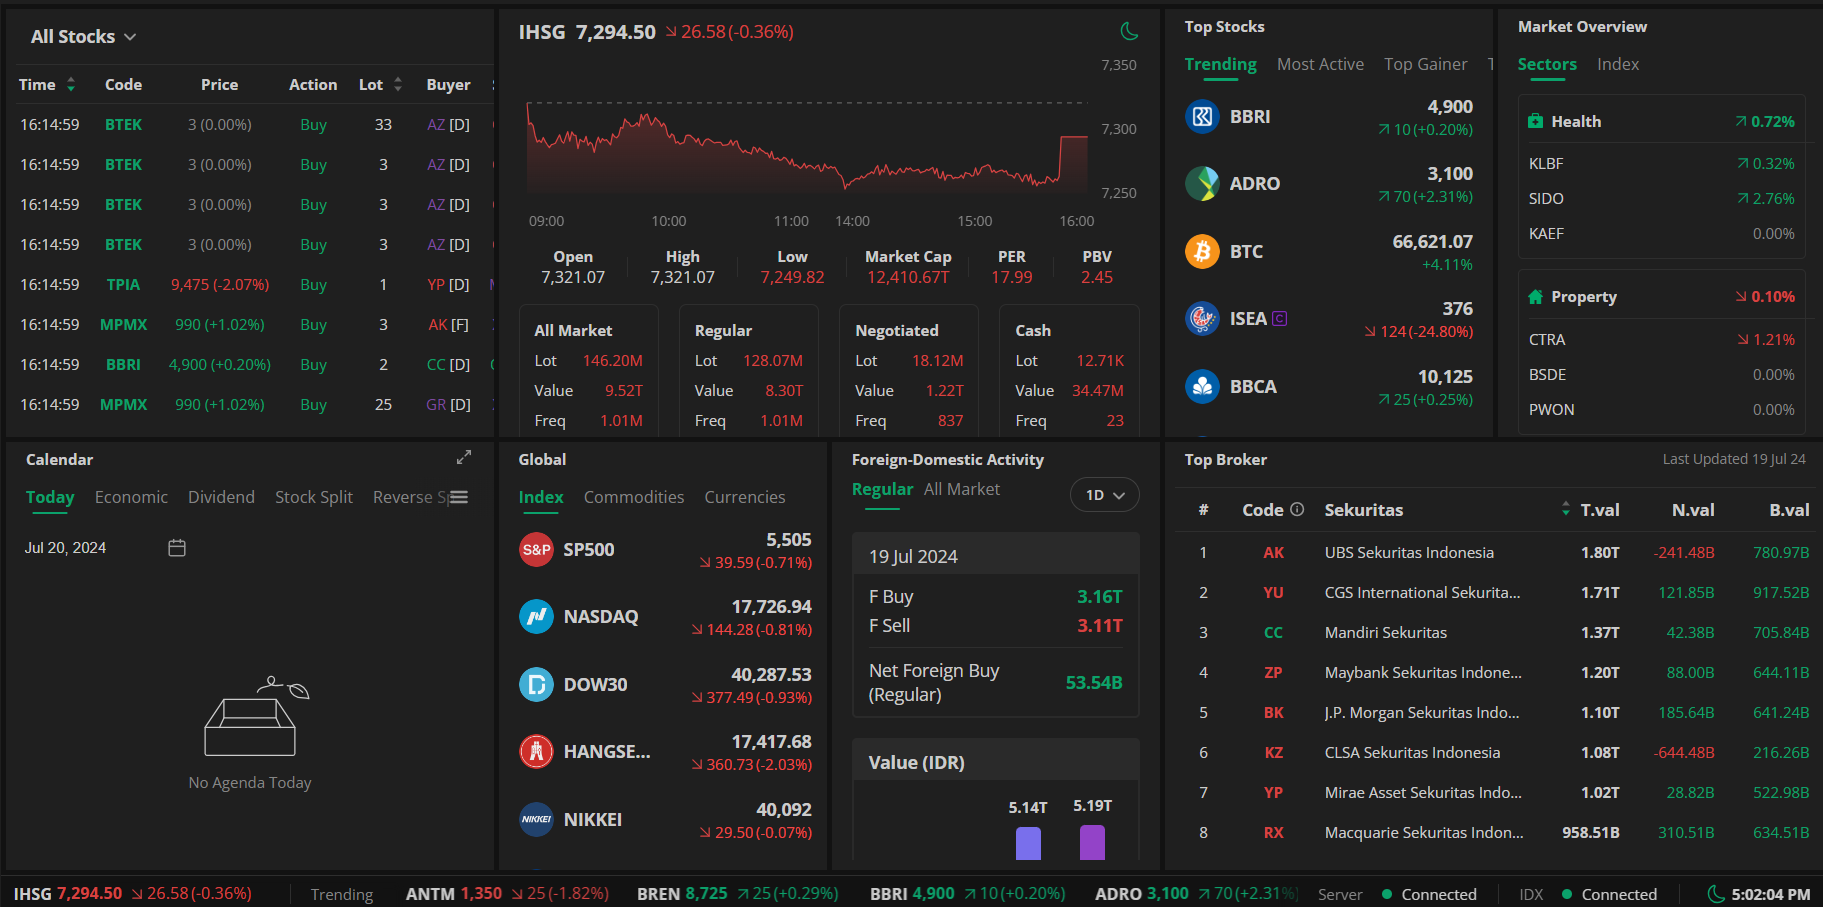 All Stocks
Time Code Price Action Lot Buyer
16:14:59 BTEK 3 (0.00%) Buy 33 AZ [D]
16:14:59 BTEK 3 (0.00%) Buy 3 AZ [D]
16:14:59 BTEK 3 (0.00%) Buy 3 AZ [D]
16:14:59 BTEK 3 (0.00%) Buy 3 AZ [D]
16:14:59 TPIA 9,475 (-2.07%) Buy 1 YP [D]
16:14:59 MPMX 990 (+1.02%) Buy 3 AK [F]
16:14:59 BBRI 4,900 (+0.20%) Buy 2 CC [D]
16:14:59 MPMX 990 (+1.02%) Buy 25 GR [D]
IHSG 7,294.50 26.58 (-0.36%)
7,350
7,300
7,250
09:00 10:00 11:00 14:00 15:00 16:00
Open High Low Market Cap PER PBV
7,321.07 7,321.07 7,249.82 12,410.67T 17.99 2.45
All Market Regular Negotiated Cash
Lot 146.20M Lot 128.07M Lot 18.12M Lot 12.71K
Value 9.52T Value 8.30T Value 1.22T Value 34.47M
Freq 1.01M Freq 1.01M Freq 837 Freq 23
Top Stocks
Trending Most Active Top Gainer
BBRI 4,900
10 (+0.20%)
ADRO 3,100
70 (+2.31%)
BTC 66,621.07
+4.11%
ISEA C 376
124 (-24.80%)
BBCA 10,125
25 (+0.25%)
Market Overview
Sectors Index
Health 0.72%
KLBF 0.32%
SIDO 2.76%
KAEF 0.00%
Property 0.10%
CTRA 1.21%
BSDE 0.00%
PWON 0.00%
Calendar
Today Economic Dividend Stock Split Reverse
Jul 20, 2024
No Agenda Today
Global
Index Commodities Currencies
S&P SP500 5,505
39.59 (-0.71%)
NASDAQ 17,726.94
144.28 (-0.81%)
DOW30 40,287.53
377.49 (-0.93%)
HANGSE... 17,417.68
360.73 (-2.03%)
NIKKEI NIKKEI 40,092
29.50 (-0.07%)
Foreign-Domestic Activity
Regular All Market
1D
19 Jul 2024
F Buy 3.16T
F Sell 3.11T
Net Foreign Buy
(Regular) 53.54B
Value (IDR)
5.14T 5.19T
Top Broker Last Updated 19 Jul 24
# Code Sekuritas T.val N.val B.val
1 AK UBS Sekuritas Indonesia 1.80T -241.48B 780.97B
2 YU CGS International Sekurita... 1.71T 121.85B 917.52B
3 CC Mandiri Sekuritas 1.37T 42.38B 705.84B
4 ZP Maybank Sekuritas Indone... 1.20T 88.00B 644.11B
5 BK J.P. Morgan Sekuritas Indo... 1.10T 185.64B 641.24B
6 KZ CLSA Sekuritas Indonesia 1.08T -644.48B 216.26B
7 YP Mirae Asset Sekuritas Indo... 1.02T 28.82B 522.98B
8 RX Macquarie Sekuritas Indon... 958.51B 310.51B 634.51B
IHSG 7,294.50 26.58 (-0.36%) Trending ANTM 1,350 25 (-1.82%) BREN 8,725 25 (+0.29%) BBRI 4,900 10 (+0.20%) ADRO 3,100 70 (+2.31% Server Connected IDX Connected 5:02:04 PM